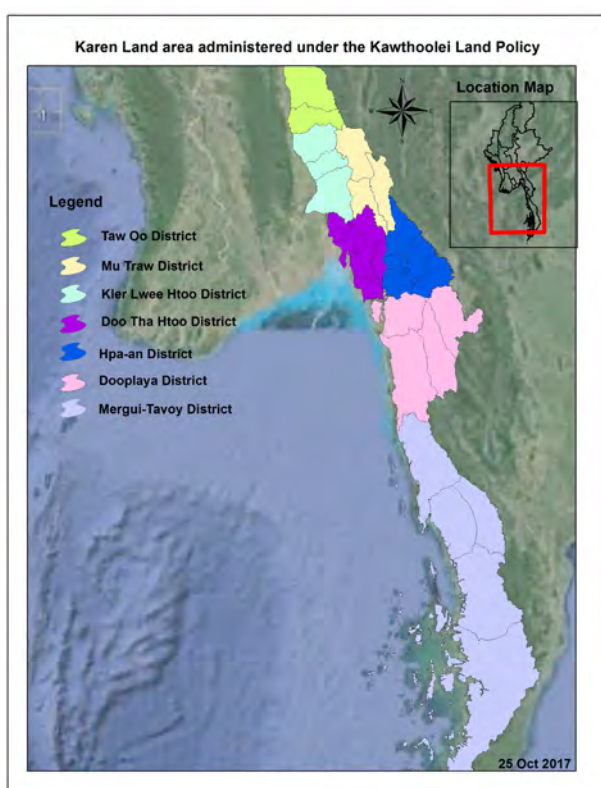 Karen Land area administered under the Kawthoolei Land Policy
Location Map
N
Legend
Taw Oo District
Mu Traw District
Kler Lwee Htoo District
Doo Tha Htoo District
Hpa-an District
Dooplaya District
Mergui-Tavoy District
25 Oct 2017